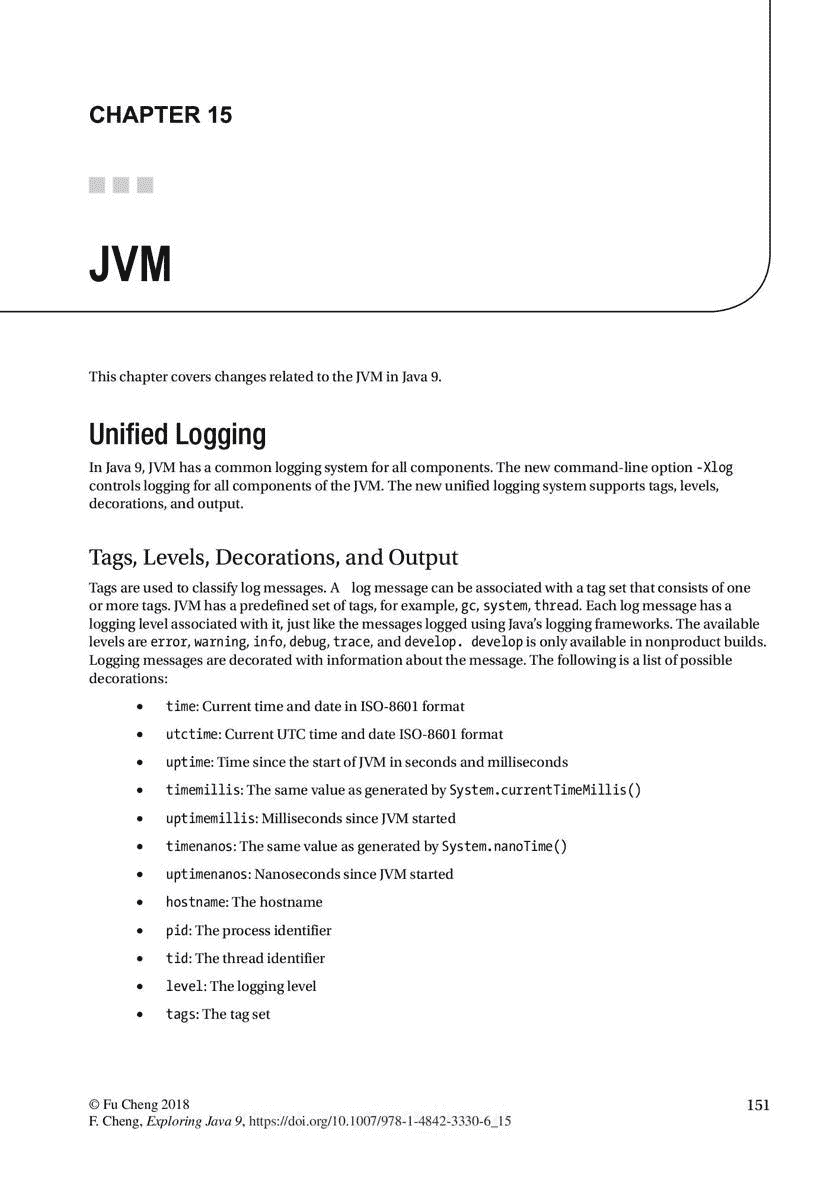 CHAPTER 15
JVM
This chapter covers changes related to the JVM in Java 9.
Unified Logging
In Java 9, JVM has a common logging system for all components. The new command-line option -Xlog
controls logging for all components of the JVM. The new unified logging system supports tags, levels,
decorations, and output.
Tags, Levels, Decorations, and Output
Tags are used to classify log messages. A log message can be associated with a tag set that consists of one
or more tags. JVM has a predefined set of tags, for example, gc, system, thread. Each log message has a
logging level associated with it, just like the messages logged using Java's logging frameworks. The available
levels are error, warning, info, debug, trace, and develop. develop is only available in nonproduct builds.
Logging messages are decorated with information about the message. The following is a list of possible
decorations:
• time: Current time and date in ISO-8601 format
• utctime: Current UTC time and date ISO-8601 format
• uptime: Time since the start of JVM in seconds and milliseconds
• timemillis: The same value as generated by System.currentTimeMillis()
• uptimemillis: Milliseconds since JVM started
• timenanos: The same value as generated by System.nanoTime()
• uptimenanos: Nanoseconds since JVM started
• hostname: The hostname
• pid: The process identifier
• tid: The thread identifier
• level: The logging level
• tags: The tag set
© Fu Cheng 2018
151
F. Cheng, Exploring Java 9, https://doi.org/10.1007/978-1-4842-3330-6_15